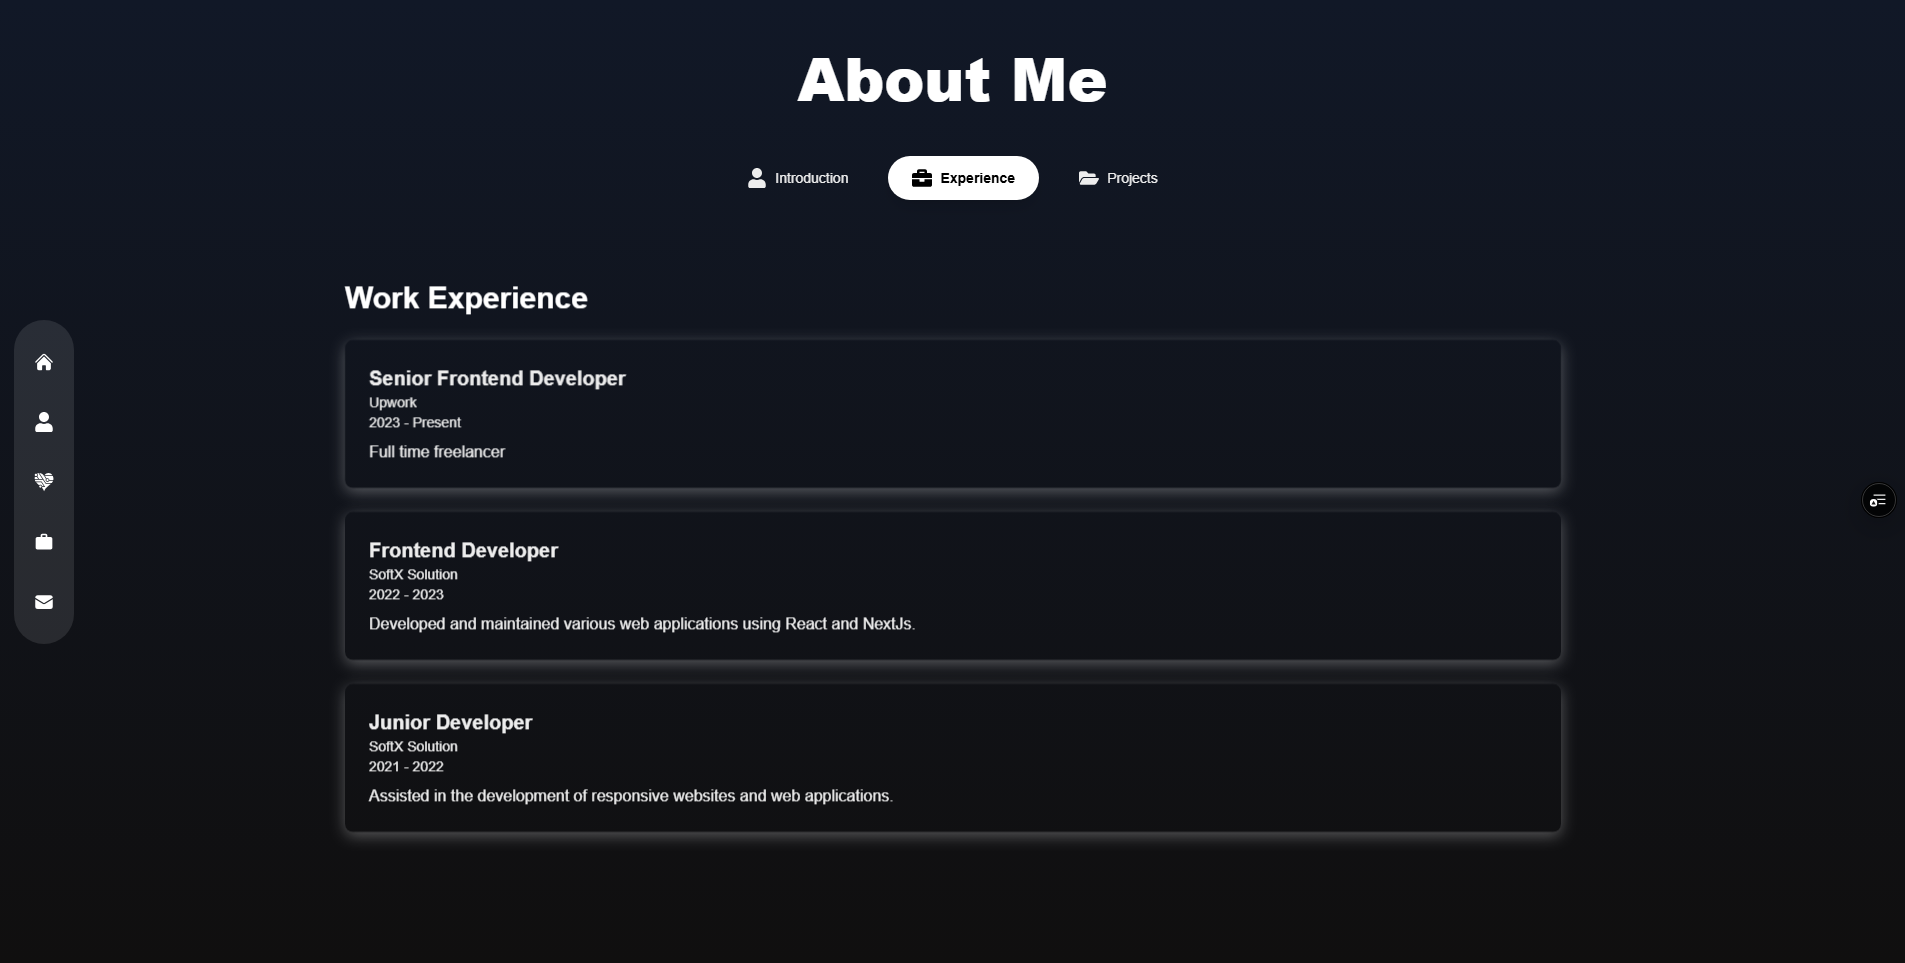 About Me
Introduction
Experience
Projects
Work Experience
Senior Frontend Developer
Upwork
2023 - Present
Full time freelancer
Frontend Developer
SoftX Solution
2022 - 2023
Developed and maintained various web applications using React and NextJs.
Junior Developer
SoftX Solution
2021 - 2022
Assisted in the development of responsive websites and web applications.